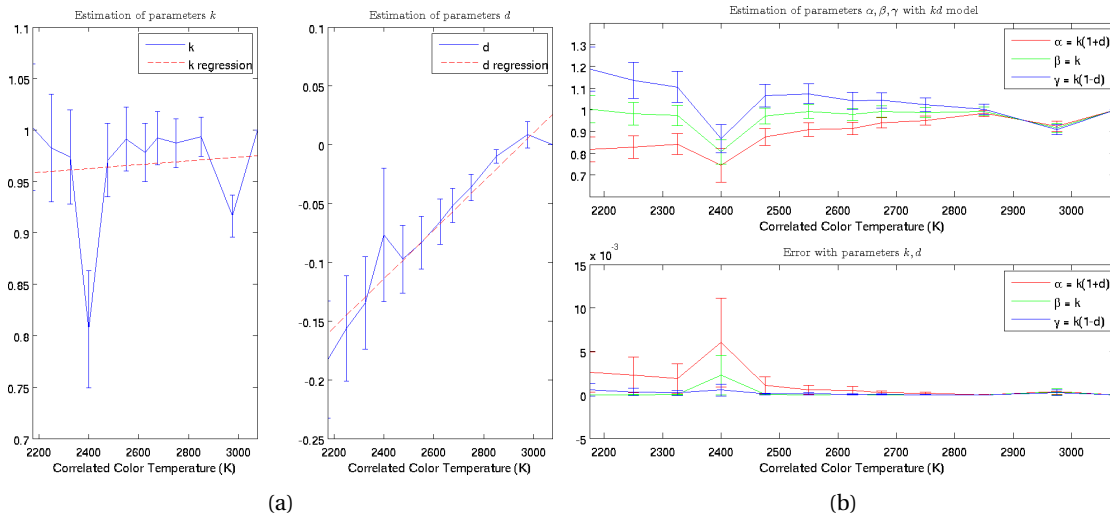 Estimation of parameters k
1.1
1.05
1
0.95
0.9
0.85
0.8
0.75
0.7
k
k regression
2200 2400 2600 2800 3000
Correlated Color Temperature (K)
Estimation of parameters d
0.1
0.05
0
-0.05
-0.1
-0.15
-0.2
-0.25
d
d regression
2200 2400 2600 2800 3000
Correlated Color Temperature (K)
(a)
Estimation of parameters α, β, γ with kd model
1.3
1.2
1.1
1
0.9
0.8
0.7
α = k(1+d)
β = k
γ = k(1-d)
2200 2300 2400 2500 2600 2700 2800 2900 3000
Correlated Color Temperature (K)
Error with parameters k, d
x 10⁻³
15
10
5
0
-5
α = k(1+d)
β = k
γ = k(1-d)
2200 2300 2400 2500 2600 2700 2800 2900 3000
Correlated Color Temperature (K)
(b)